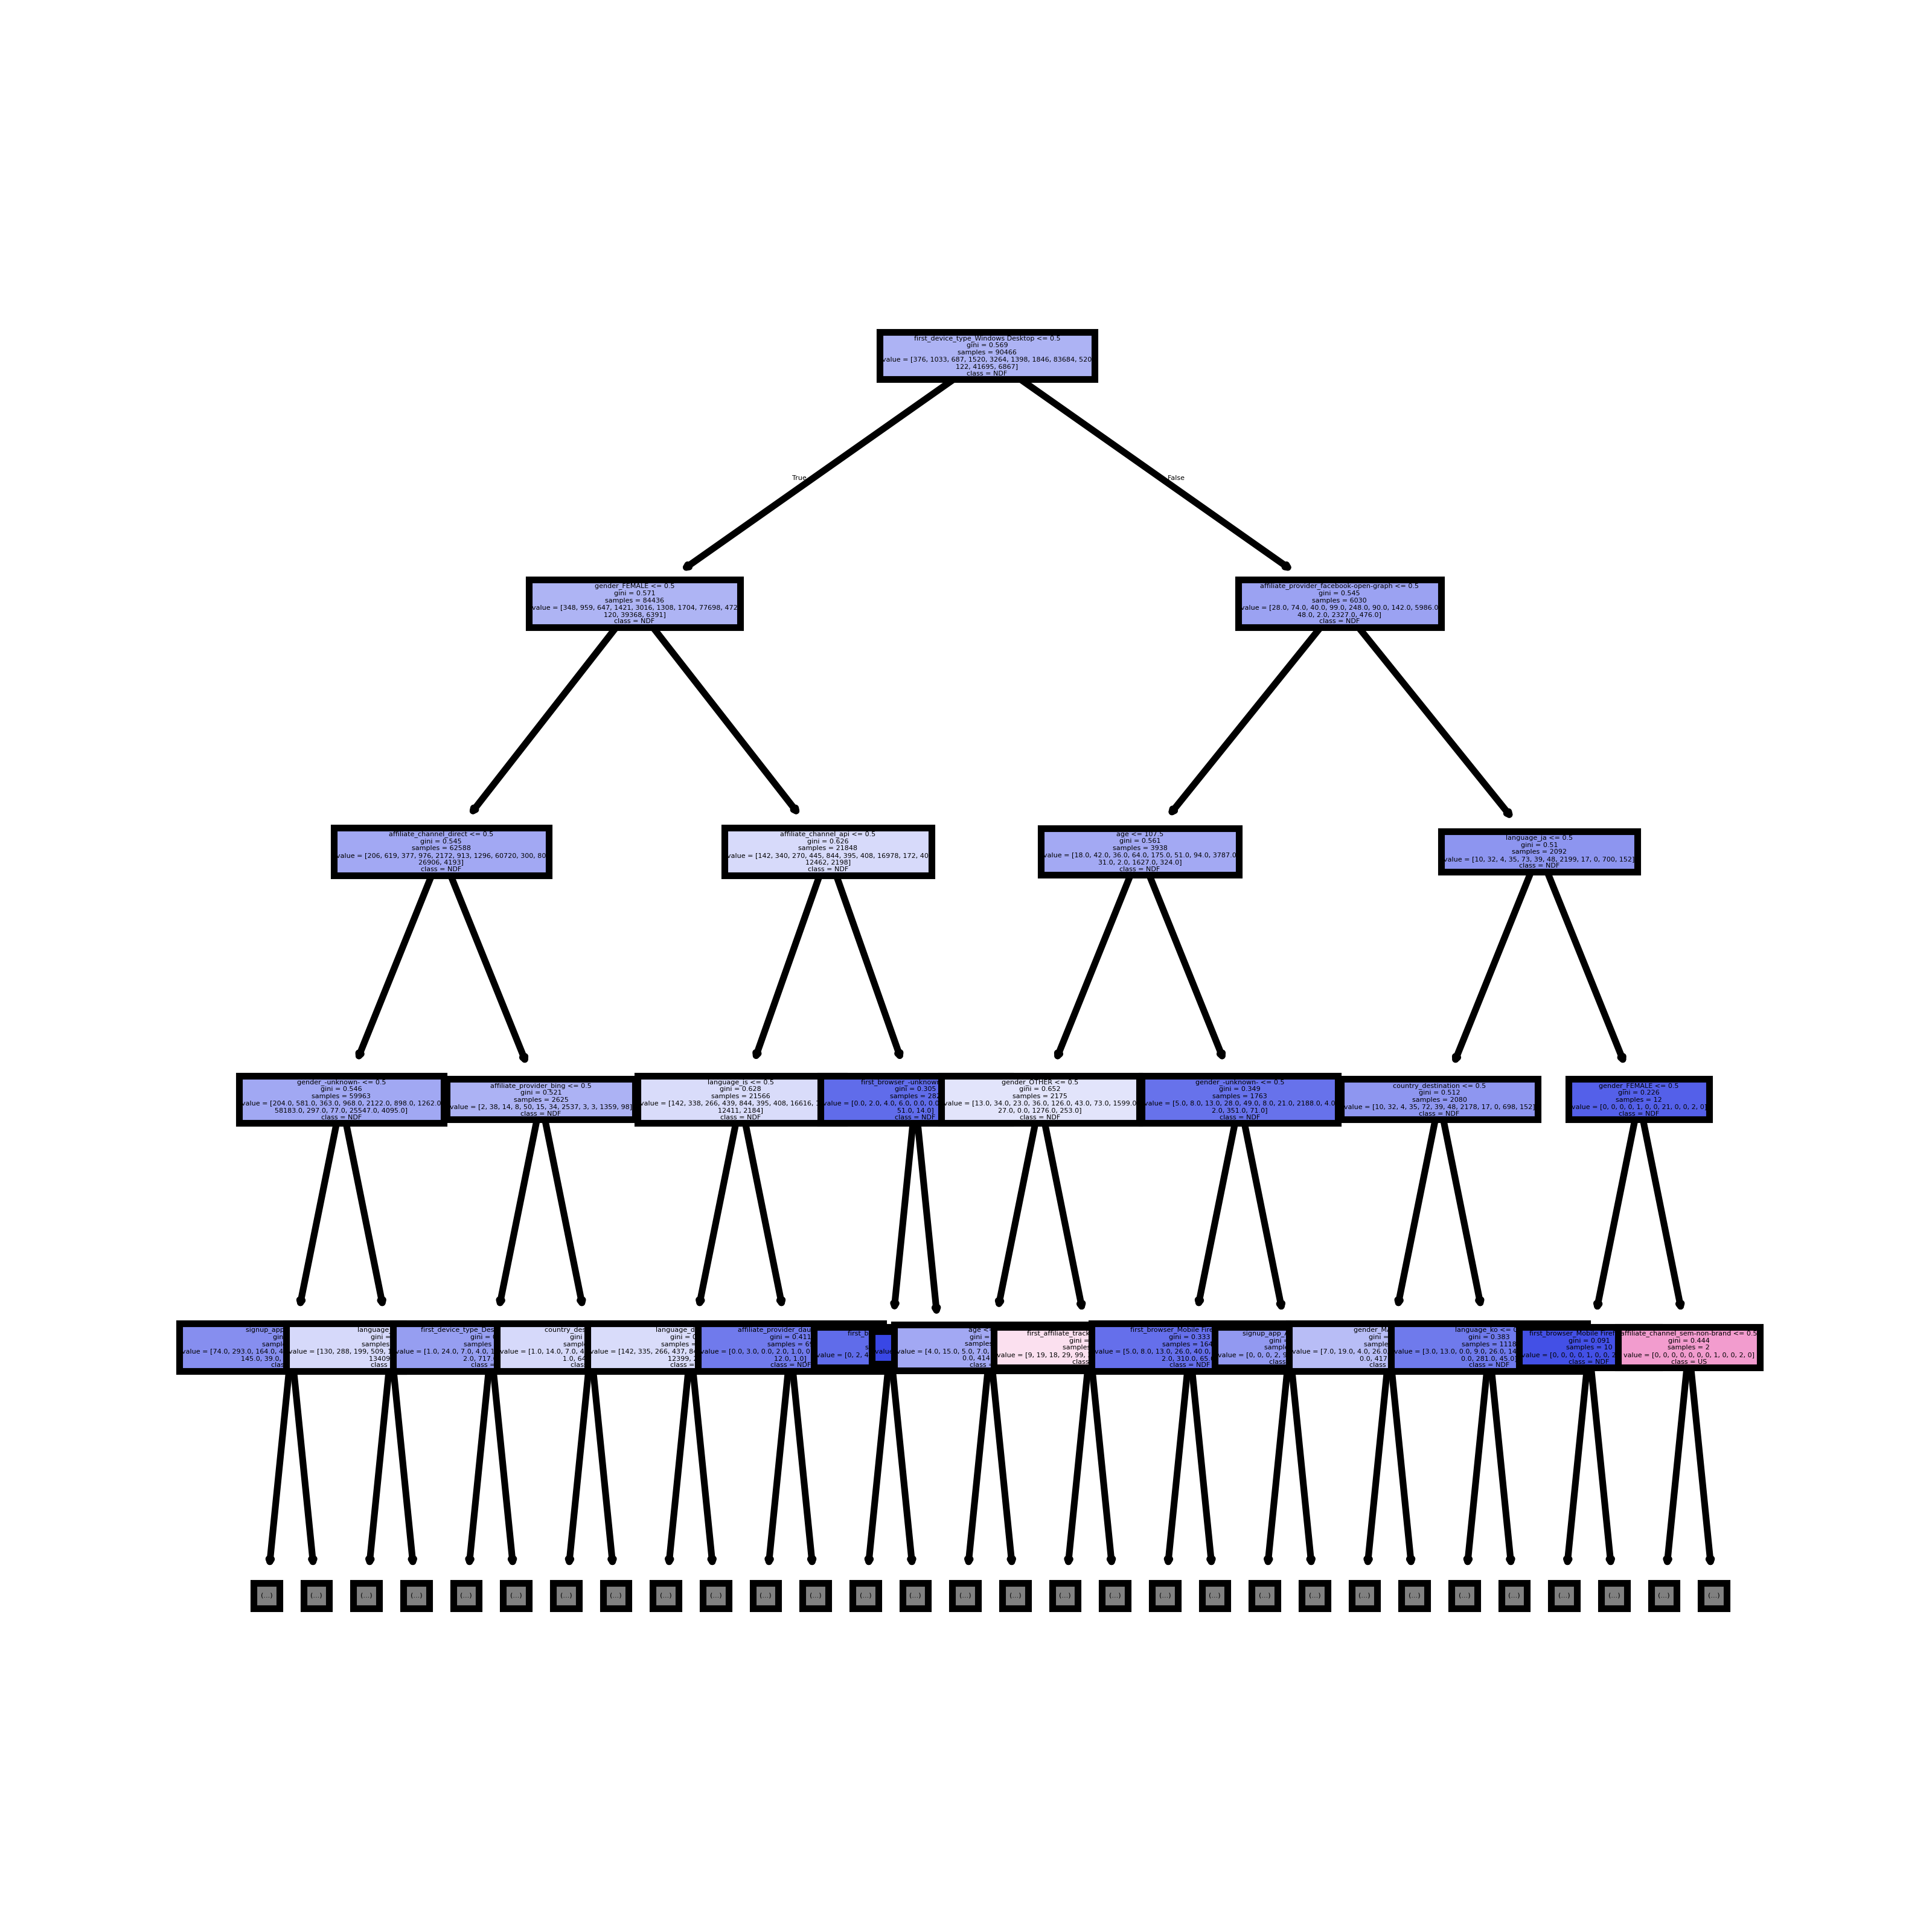 first_device_type_Windows Desktop <= 0.5
gini = 0.569
samples = 90466
value = [376, 1033, 687, 1520, 3264, 1398, 1846, 83684, 520
122, 41695, 6867]
class = NDF
True
False
gender_FEMALE <= 0.5
gini = 0.571
samples = 84436
value = [348, 959, 647, 1421, 3016, 1308, 1704, 77698, 472
120, 39368, 6391]
class = NDF
affiliate_provider_facebook-open-graph <= 0.5
gini = 0.545
samples = 6030
value = [28.0, 74.0, 40.0, 99.0, 248.0, 90.0, 142.0, 5986.0
48.0, 2.0, 2327.0, 476.0]
class = NDF
affiliate_channel_direct <= 0.5
gini = 0.545
samples = 62588
value = [206, 619, 377, 976, 2172, 913, 1296, 60720, 300, 80
26906, 4193]
class = NDF
affiliate_channel_api <= 0.5
gini = 0.626
samples = 21848
value = [142, 340, 270, 445, 844, 395, 408, 16978, 172, 40
12462, 2198]
class = NDF
age <= 107.5
gini = 0.561
samples = 3938
value = [18.0, 42.0, 36.0, 64.0, 175.0, 51.0, 94.0, 3787.0
31.0, 2.0, 1627.0, 324.0]
class = NDF
language_ja <= 0.5
gini = 0.51
samples = 2092
value = [10, 32, 4, 35, 73, 39, 48, 2199, 17, 0, 700, 152]
class = NDF
gender_-unknown- <= 0.5
gini = 0.546
samples = 59963
value = [204.0, 581.0, 363.0, 968.0, 2122.0, 898.0, 1262.0
58183.0, 297.0, 77.0, 25547.0, 4095.0]
class = NDF
affiliate_provider_bing <= 0.5
gini = 0.521
samples = 2625
value = [2, 38, 14, 8, 50, 15, 34, 2537, 3, 3, 1359, 98]
class = NDF
language_is <= 0.5
gini = 0.628
samples = 21566
value = [142, 338, 266, 439, 844, 395, 408, 16616,
12411, 2184]
class = NDF
first_browser_-unknown
gini = 0.305
samples = 282
value = [0.0, 2.0, 4.0, 6.0, 0.0, 0.0
51.0, 14.0]
class = NDF
gender_OTHER <= 0.5
gini = 0.652
samples = 2175
value = [13.0, 34.0, 23.0, 36.0, 126.0, 43.0, 73.0, 1599.0
27.0, 0.0, 1276.0, 253.0]
class = NDF
gender_-unknown- <= 0.5
gini = 0.349
samples = 1763
value = [5.0, 8.0, 13.0, 28.0, 49.0, 8.0, 21.0, 2188.0, 4.0
2.0, 351.0, 71.0]
class = NDF
country_destination <= 0.5
gini = 0.512
samples = 2080
value = [10, 32, 4, 35, 72, 39, 48, 2178, 17, 0, 698, 152]
class = NDF
gender_FEMALE <= 0.5
gini = 0.226
samples = 12
value = [0, 0, 0, 0, 1, 0, 0, 21, 0, 0, 2, 0]
class = NDF
signup_app
gini
sample
value = [74.0, 293.0, 164.0, 4
145.0, 39.0,
class
language
gini =
samples
value = [130, 288, 199, 509,
13409
class
first_device_type_Des
gini =
samples
value = [1.0, 24.0, 7.0, 4.0,
2.0, 717.
class =
country_des
gini
samples
value = [1.0, 14.0, 7.0, 4
1.0, 64
class
language_d
gini = 0
samples =
value = [142, 335, 266, 437, 84
12399, 2
class =
affiliate_provider_dau
gini = 0.411
samples = 6
value = [0.0, 3.0, 0.0, 2.0, 1.0, 0.0
12.0, 1.0]
class = NDF
first_b
value = [0, 2, 4
age <=
gini =
samples
value = [4.0, 15.0, 5.0, 7.0,
0.0, 414
class
first_affiliate_track
gini =
samples
value = [9, 19, 18, 29, 99,
class
first_browser_Mobile Fire
gini = 0.333
samples = 164
value = [5.0, 8.0, 13.0, 26.0, 40.0,
2.0, 310.0, 65.
class = NDF
signup_app_
gini =
sampl
value = [0, 0, 0, 2, 9
class
gender_M
gini =
sample
value = [7.0, 19.0, 4.0, 26.0
0.0, 417
class
language_ko <= 0
gini = 0.383
samples = 1118
value = [3.0, 13.0, 0.0, 9.0, 26.0, 14
0.0, 281.0, 45.0]
class = NDF
first_browser_Mobile Firef
gini = 0.091
samples = 10
value = [0, 0, 0, 0, 1, 0, 0, 2
class = NDF
affiliate_channel_sem-non-brand <= 0.5
gini = 0.444
samples = 2
value = [0, 0, 0, 0, 0, 0, 0, 1, 0, 0, 2, 0]
class = US
(...) (...) (...) (...) (...) (...) (...) (...) (...) (...) (...) (...) (...) (...) (...) (...) (...) (...) (...) (...) (...) (...) (...) (...) (...) (...) (...) (...) (...) (...)